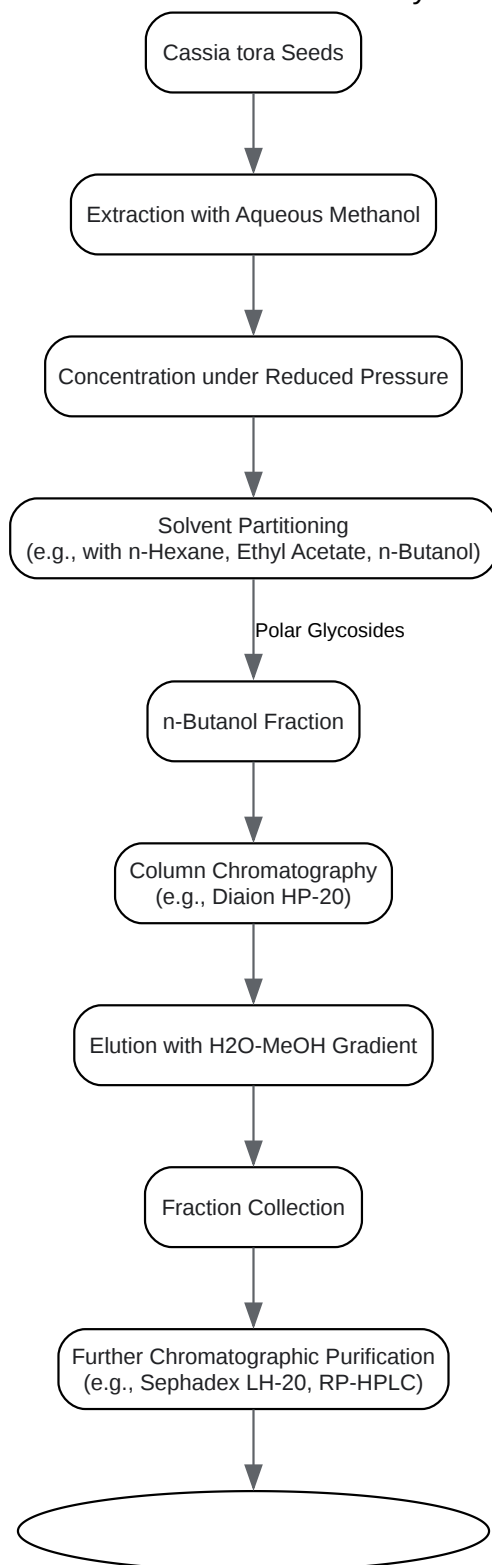 Cassia tora Seeds
Extraction with Aqueous Methanol
Concentration under Reduced Pressure
Solvent Partitioning
(e.g., with n-Hexane, Ethyl Acetate, n-Butanol)
Polar Glycosides
n-Butanol Fraction
Column Chromatography
(e.g., Diaion HP-20)
Elution with H2O-MeOH Gradient
Fraction Collection
Further Chromatographic Purification
(e.g., Sephadex LH-20, RP-HPLC)